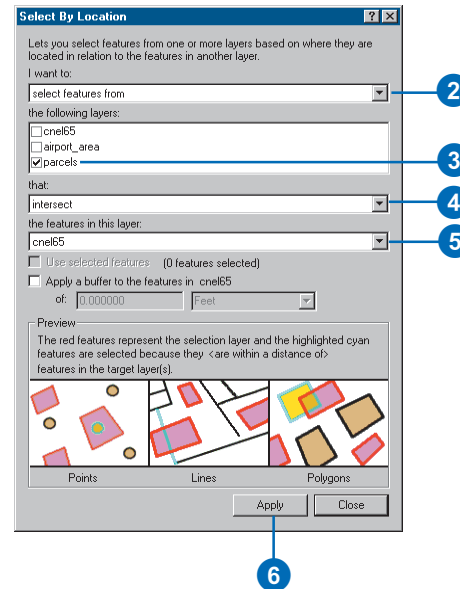 Select By Location
Lets you select features from one or more layers based on where they are
located in relation to the features in another layer.
I want to:
select features from
2
the following layers:
cnel65
airport_area
parcels
3
that:
intersect
4
the features in this layer:
cnel65
5
Use selected features (0 features selected)
Apply a buffer to the features in cnel65
of: 0.000000 Feet
Preview
The red features represent the selection layer and the highlighted cyan
features are selected because they <are within a distance of>
features in the target layer(s).
Points Lines Polygons
Apply Close
6